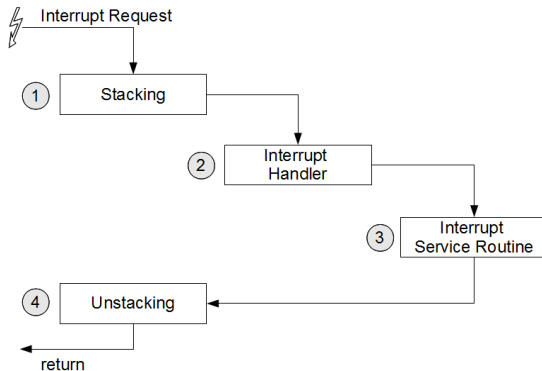 Interrupt Request
1
Stacking
2
Interrupt
Handler
3
Interrupt
Service Routine
4
Unstacking
return